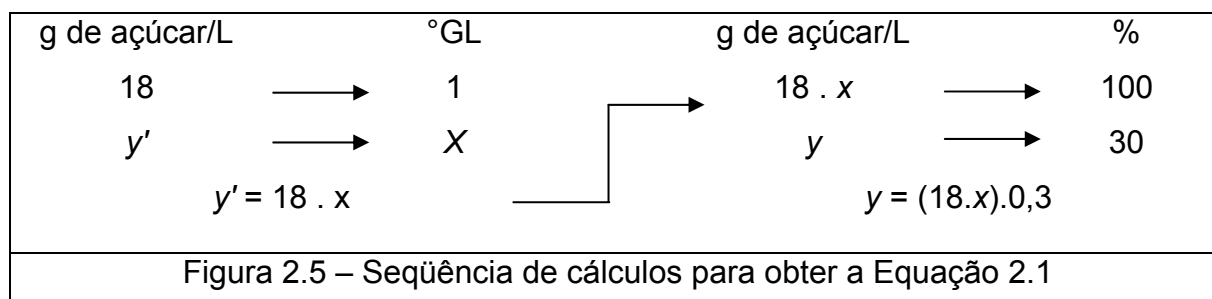 g de açúcar/L °GL g de açúcar/L %
18 1 18 . x 100
y' X y 30
y' = 18 . x y = (18.x).0,3
Figura 2.5 – Seqüência de cálculos para obter a Equação 2.1